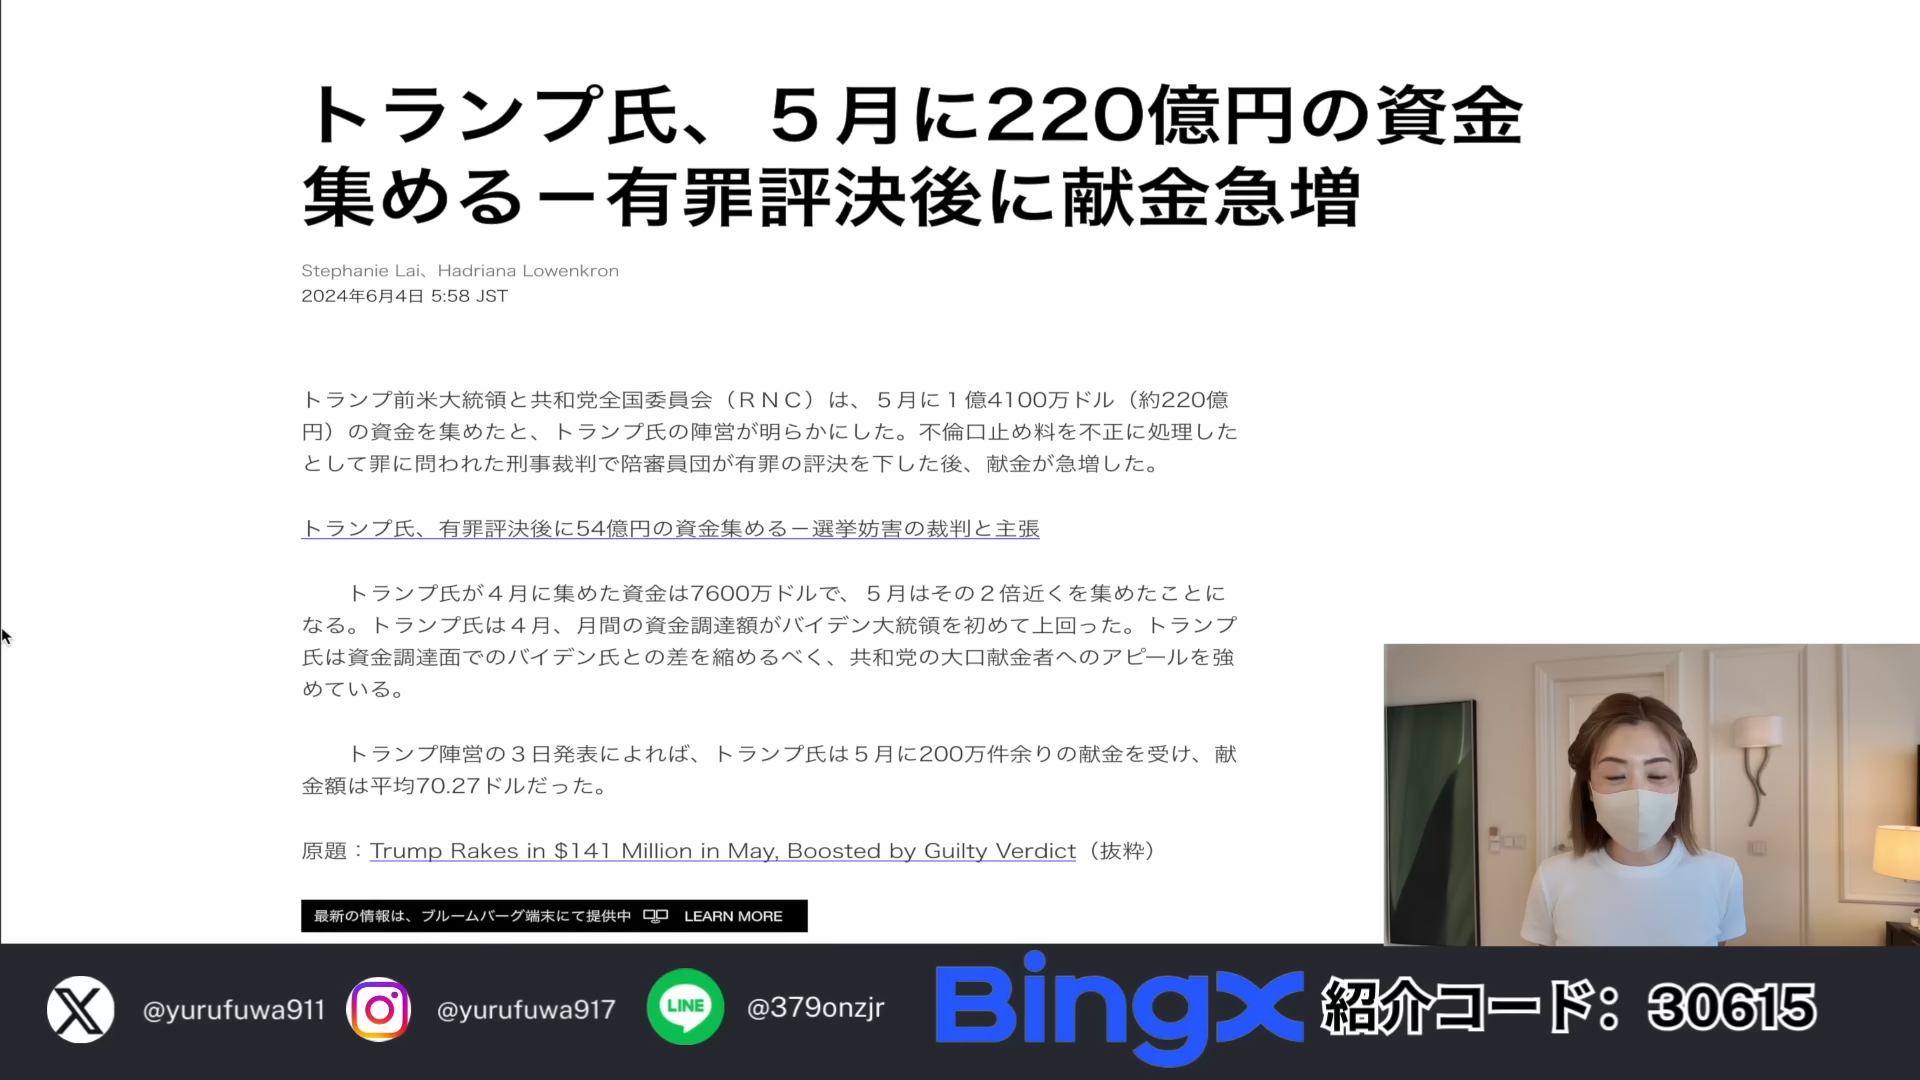 トランプ氏、５月に220億円の資金
集める－有罪評決後に献金急増
Stephanie Lai、Hadriana Lowenkron
2024年6月4日 5:58 JST
トランプ前米大統領と共和党全国委員会（ＲＮＣ）は、５月に１億4100万ドル（約220億
円）の資金を集めたと、トランプ氏の陣営が明らかにした。不倫口止め料を不正に処理した
として罪に問われた刑事裁判で陪審員団が有罪の評決を下した後、献金が急増した。
トランプ氏、有罪評決後に54億円の資金集める－選挙妨害の裁判と主張
トランプ氏が４月に集めた資金は7600万ドルで、５月はその２倍近くを集めたことに
なる。トランプ氏は４月、月間の資金調達額がバイデン大統領を初めて上回った。トランプ
氏は資金調達面でのバイデン氏との差を縮めるべく、共和党の大口献金者へのアピールを強
めている。
トランプ陣営の３日発表によれば、トランプ氏は５月に200万件余りの献金を受け、献
金額は平均70.27ドルだった。
原題：Trump Rakes in $141 Million in May, Boosted by Guilty Verdict（抜粋）
最新の情報は、ブルームバーグ端末にて提供中 LEARN MORE
X @yurufuwa911 @yurufuwa917 LINE @379onzjr BingX 紹介コード：30615